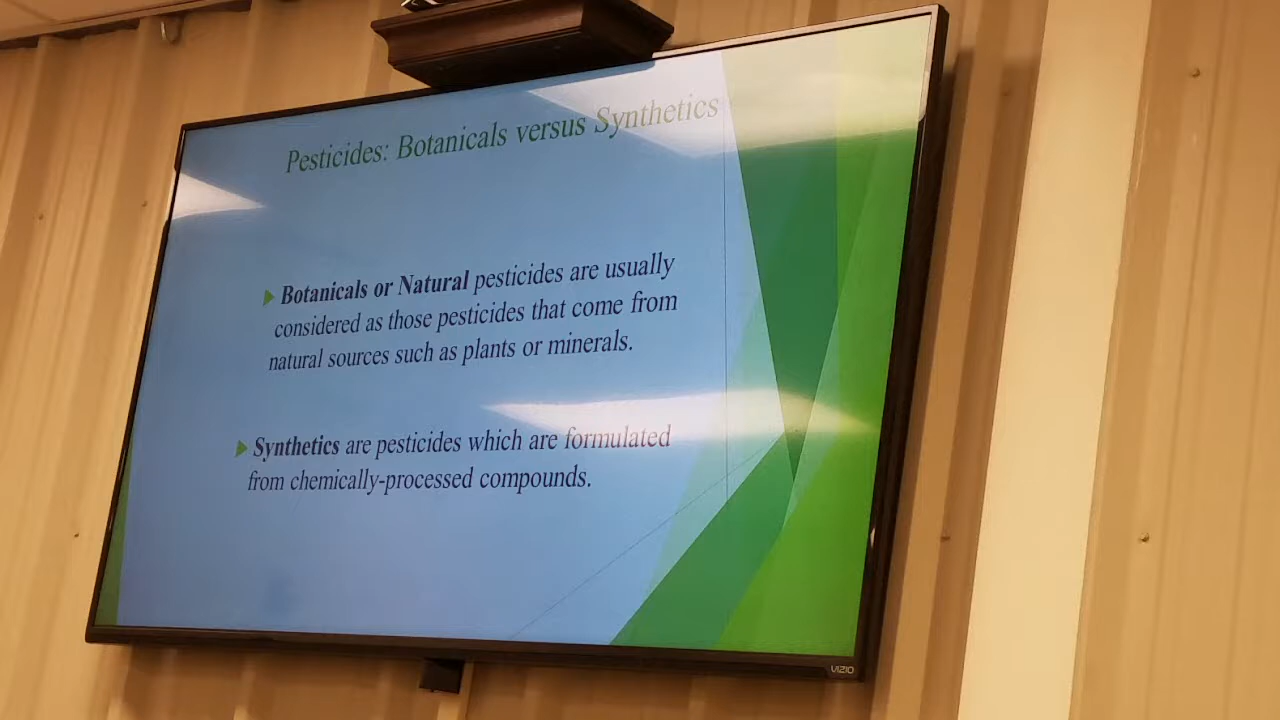 Pesticides: Botanicals versus Synthetics
Botanicals or Natural pesticides are usually
considered as those pesticides that come from
natural sources such as plants or minerals.
Synthetics are pesticides which are formulated
from chemically-processed compounds.
VIZIO